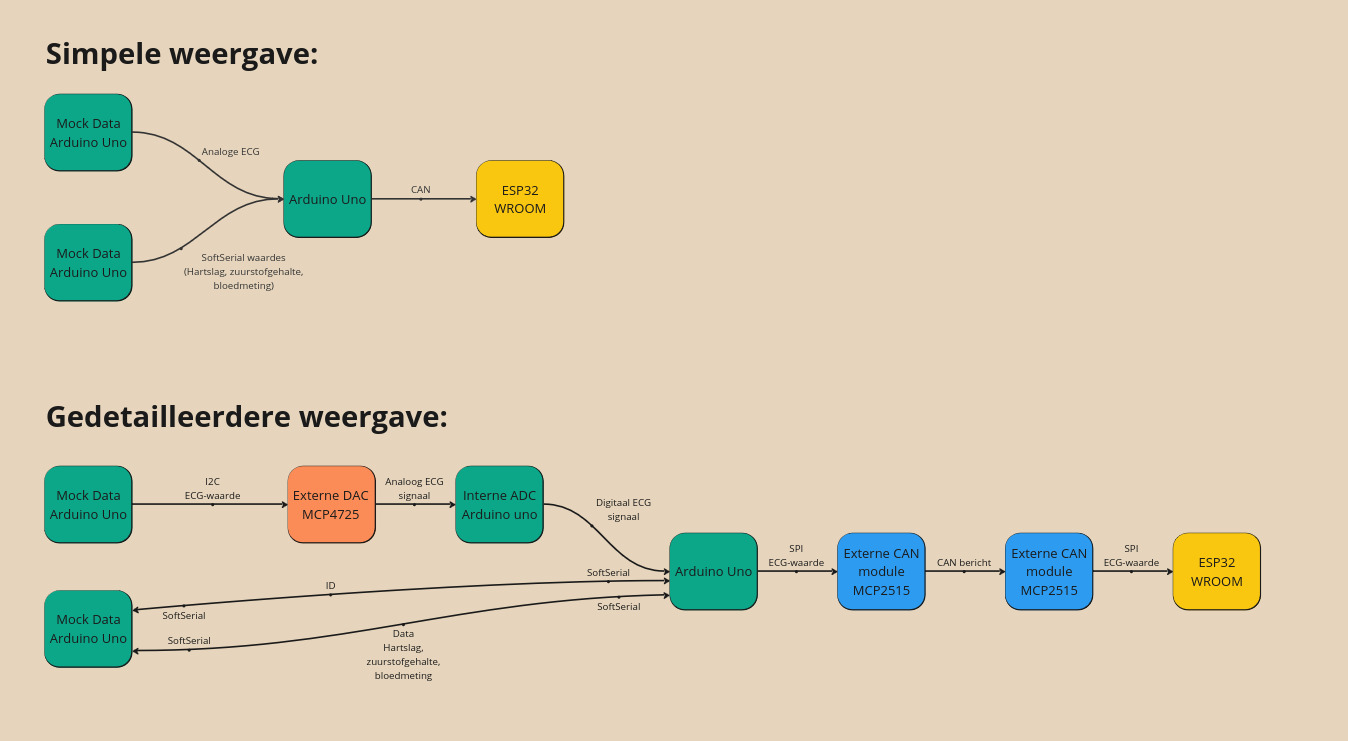 Simpele weergave:
Mock Data
Arduino Uno
Analoge ECG
Arduino Uno
CAN
ESP32
WROOM
Mock Data
Arduino Uno
SoftSerial waardes
(Hartslag, zuurstofgehalte,
bloedmeting)
Gedetailleerdere weergave:
Mock Data
Arduino Uno
I2C
ECG-waarde
Externe DAC
MCP4725
Analoog ECG
signaal
Interne ADC
Arduino uno
Digitaal ECG
signaal
Arduino Uno
SPI
ECG-waarde
Externe CAN
module
MCP2515
CAN bericht
Externe CAN
module
MCP2515
SPI
ECG-waarde
ESP32
WROOM
Mock Data
Arduino Uno
SoftSerial
ID
SoftSerial
SoftSerial
Data
Hartslag,
zuurstofgehalte,
bloedmeting
SoftSerial